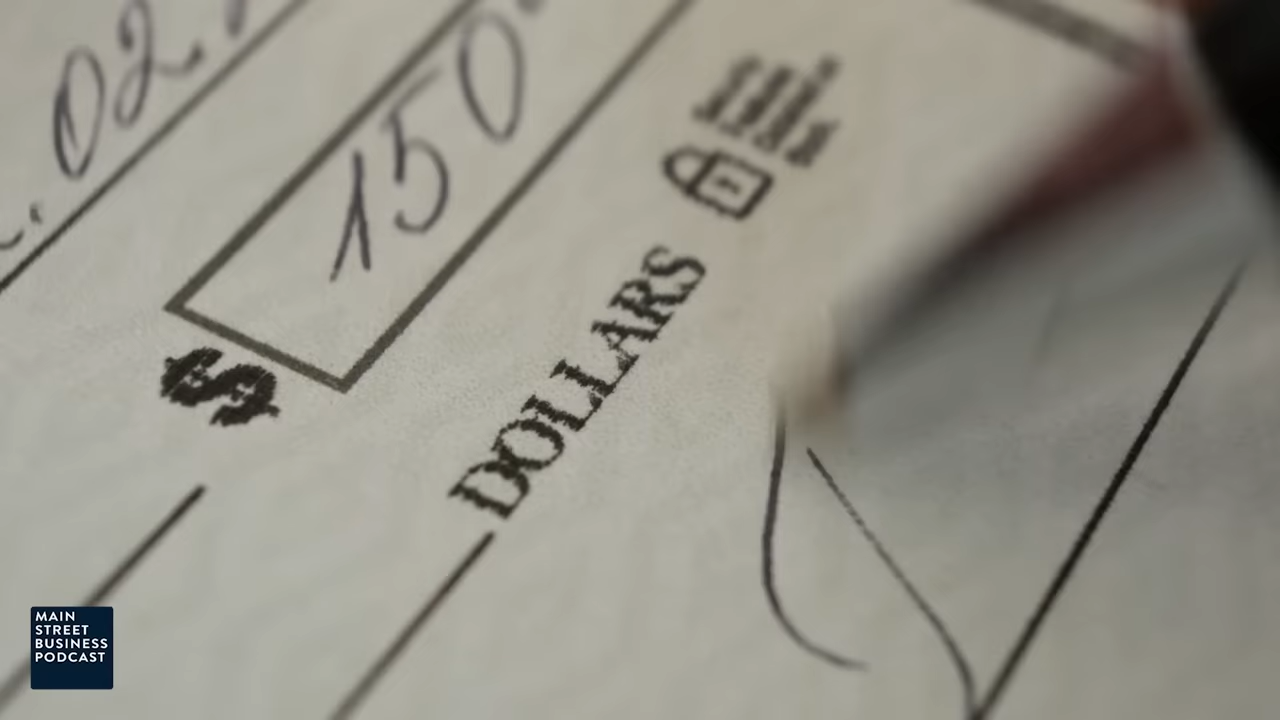 02.
$
150
DOLLARS
MAIN
STREET
BUSINESS
PODCAST